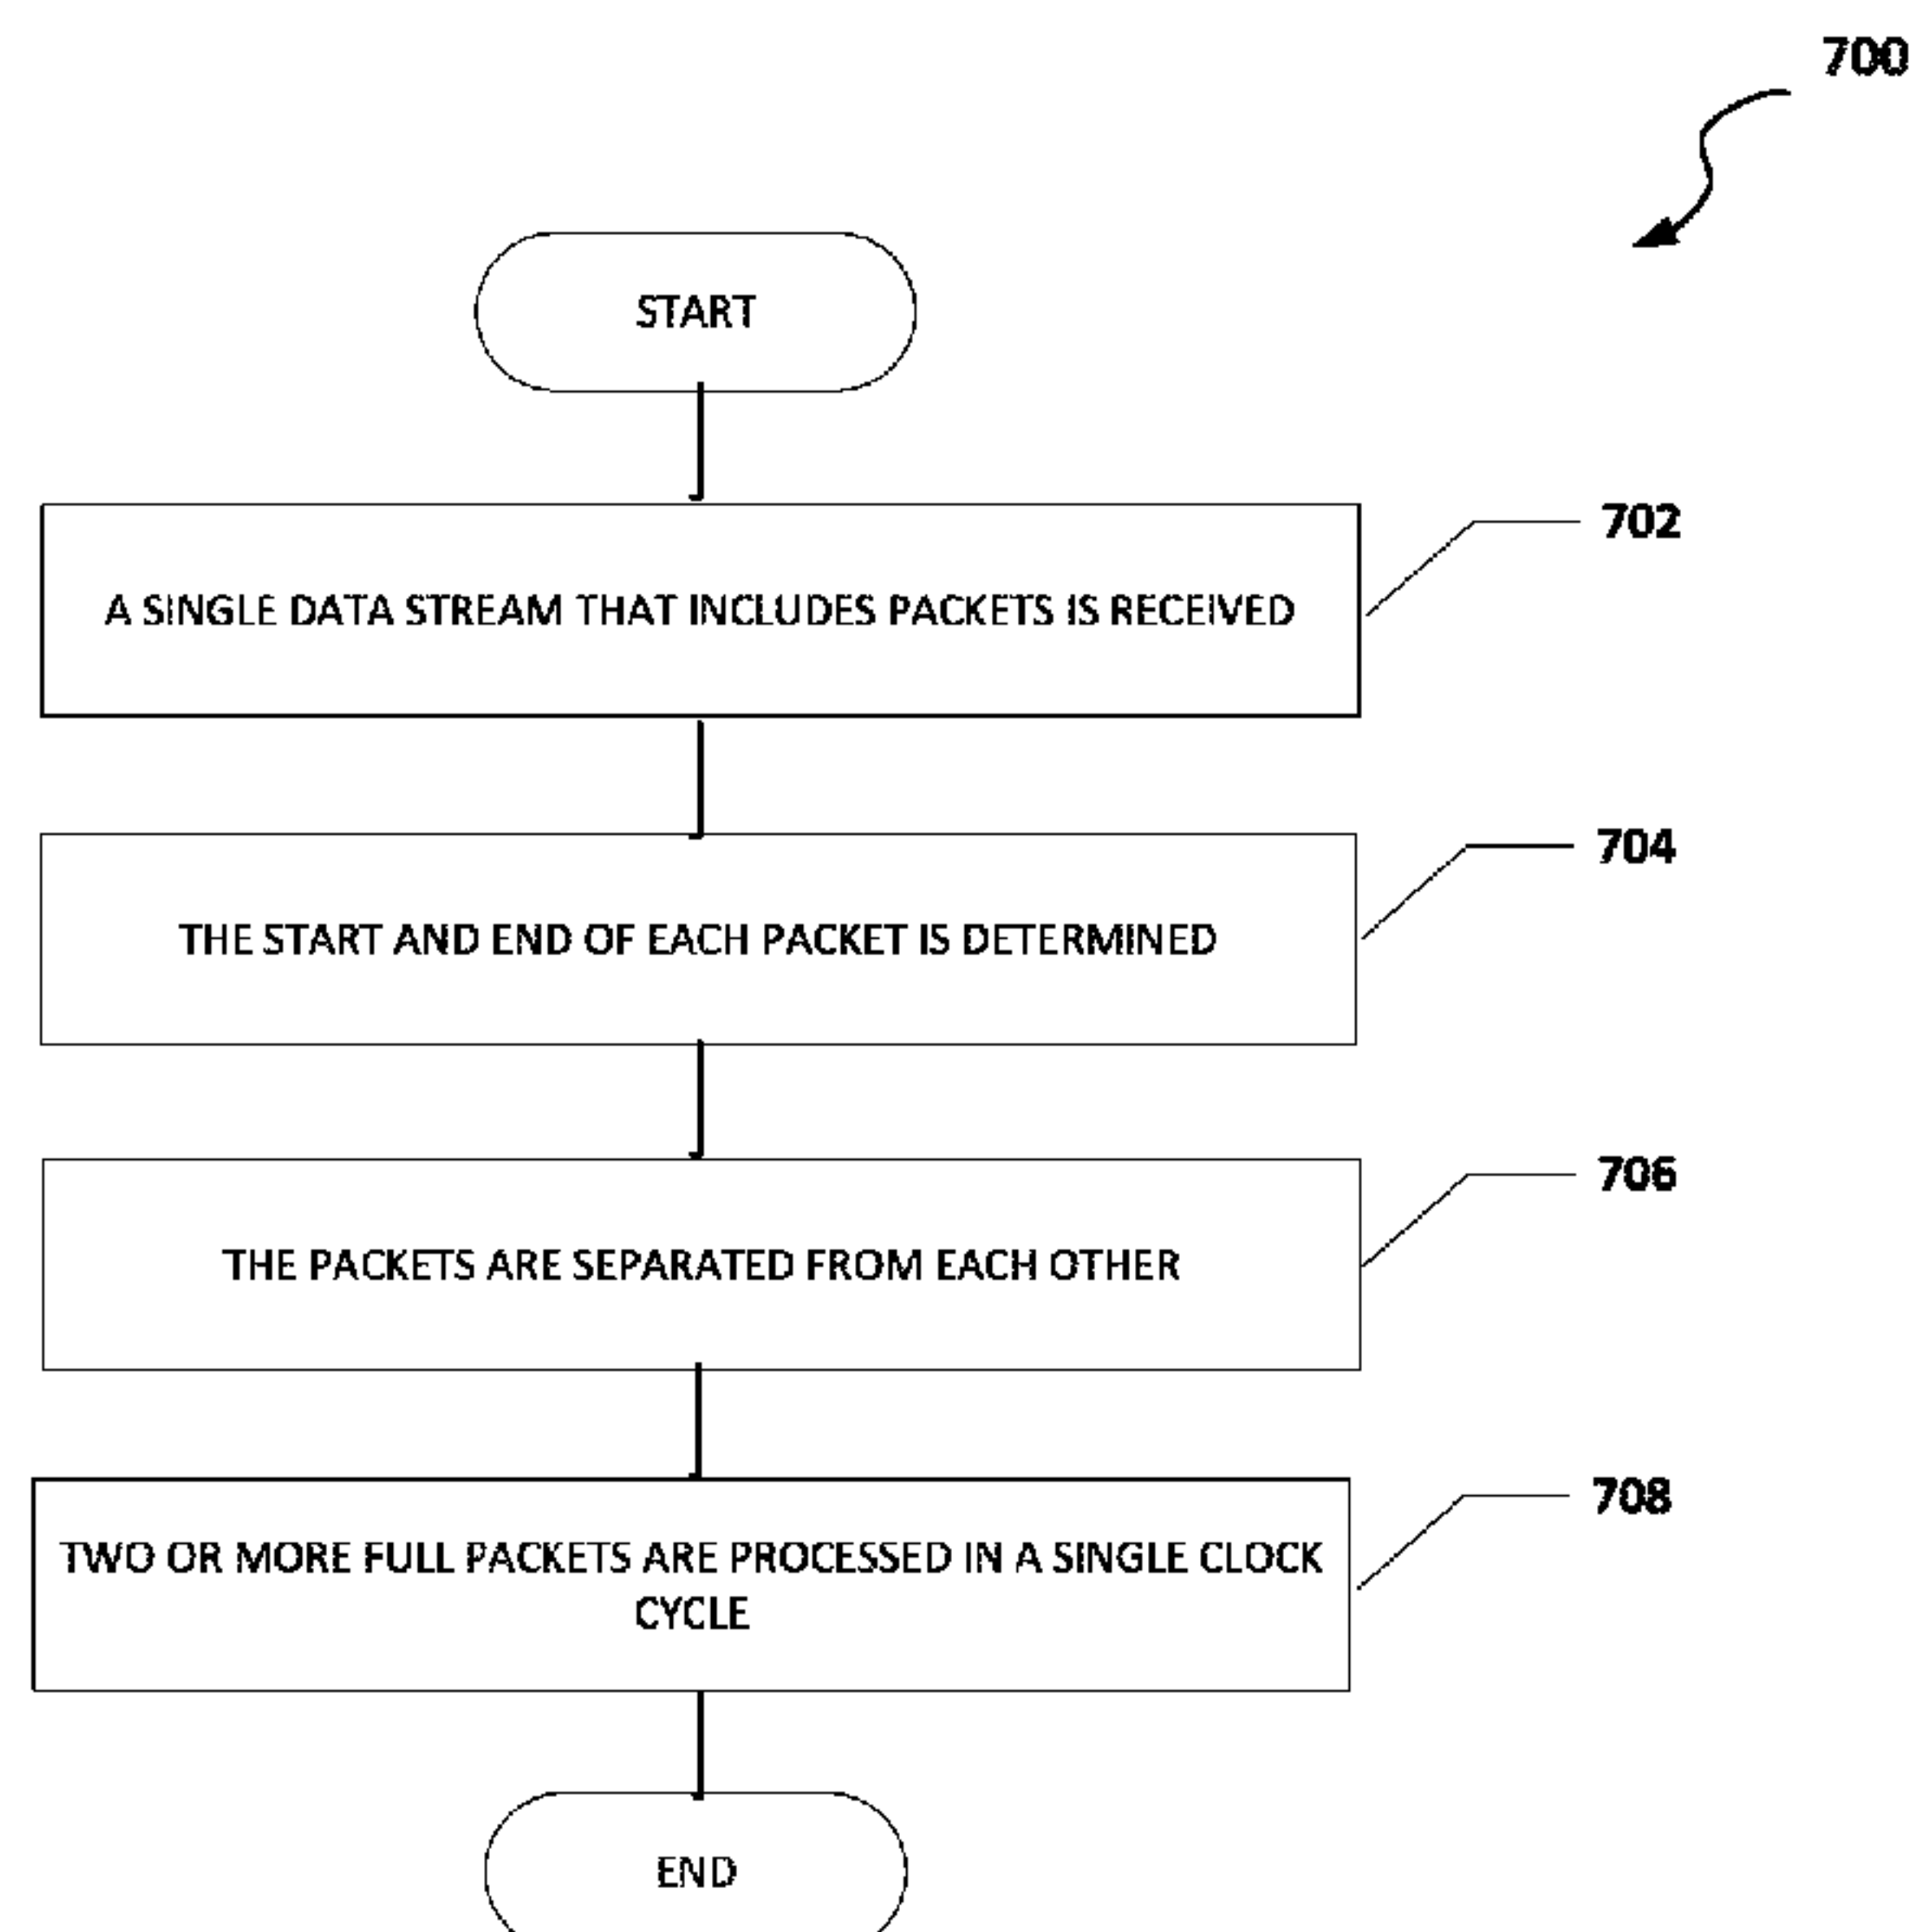 700
START
A SINGLE DATA STREAM THAT INCLUDES PACKETS IS RECEIVED
702
THE START AND END OF EACH PACKET IS DETERMINED
704
THE PACKETS ARE SEPARATED FROM EACH OTHER
706
TWO OR MORE FULL PACKETS ARE PROCESSED IN A SINGLE CLOCK
CYCLE
708
END